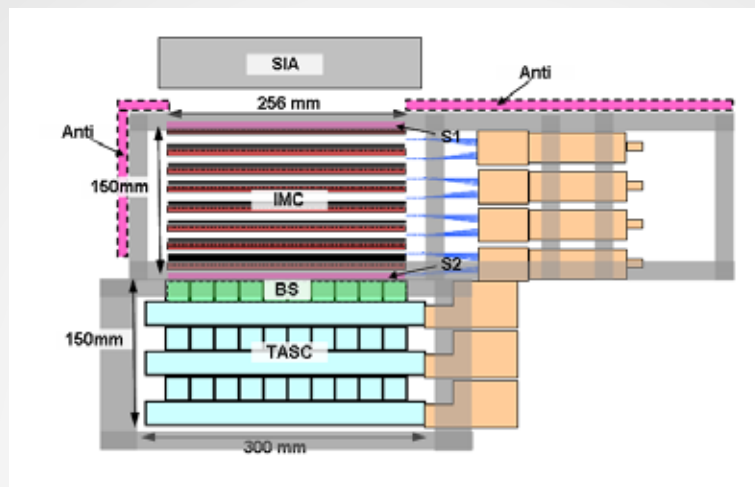 SIA
Anti
256 mm
Anti
S1
150mm
IMC
S2
BS
150mm
TASC
300 mm